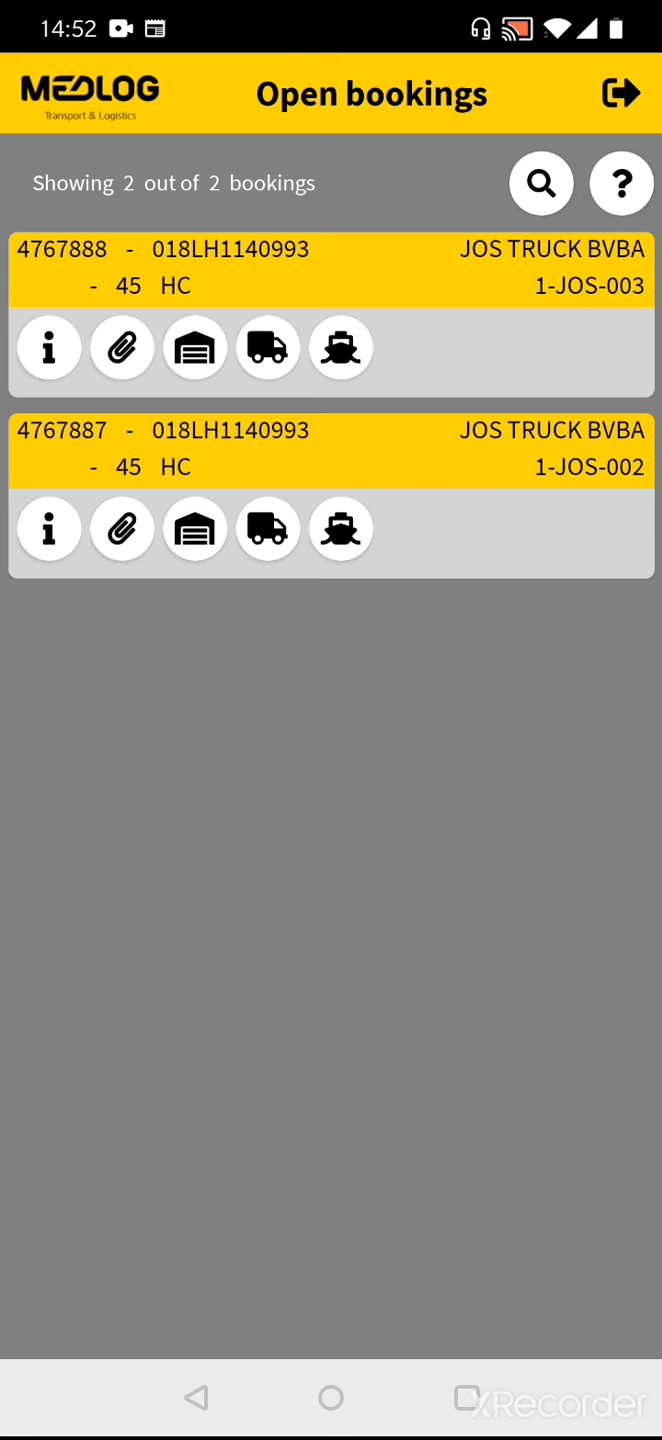 14:52
MEDLOG
Transport & Logistics
Open bookings
Showing 2 out of 2 bookings
?
4767888 - 018LH1140993 JOS TRUCK BVBA
- 45 HC 1-JOS-003
4767887 - 018LH1140993 JOS TRUCK BVBA
- 45 HC 1-JOS-002
XRecorder